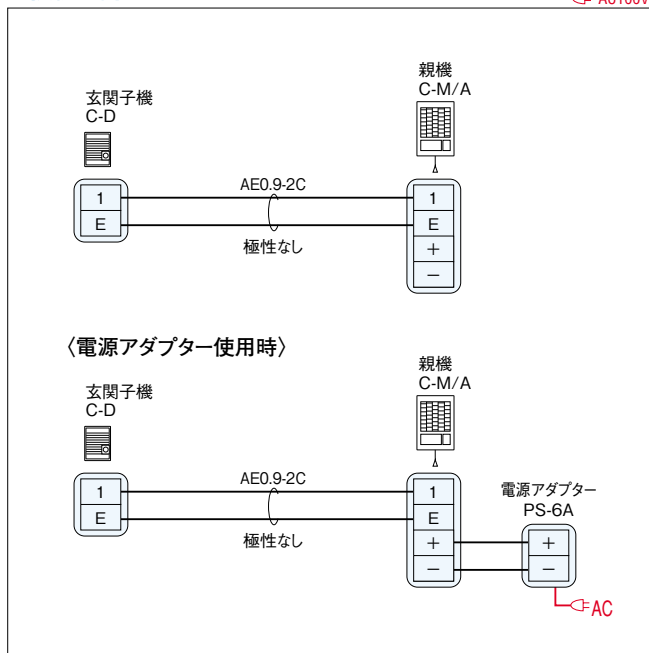 玄関子機
C-D
親機
C-M/A
1
E
AE0.9-2C
極性なし
1
E
+
−
〈電源アダプター使用時〉
玄関子機
C-D
親機
C-M/A
1
E
AE0.9-2C
極性なし
1
E
+
−
電源アダプター
PS-6A
+
−
AC